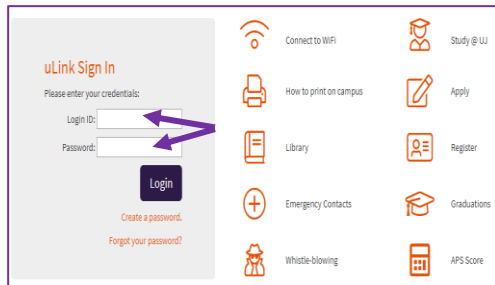 uLink Sign In
Please enter your credentials:
Login ID:
Password:
Login
Create a password.
Forgot your password?
Connect to WiFi
Study @ UJ
How to print on campus
Apply
Library
Register
Emergency Contacts
Graduations
Whistle-blowing
APS Score